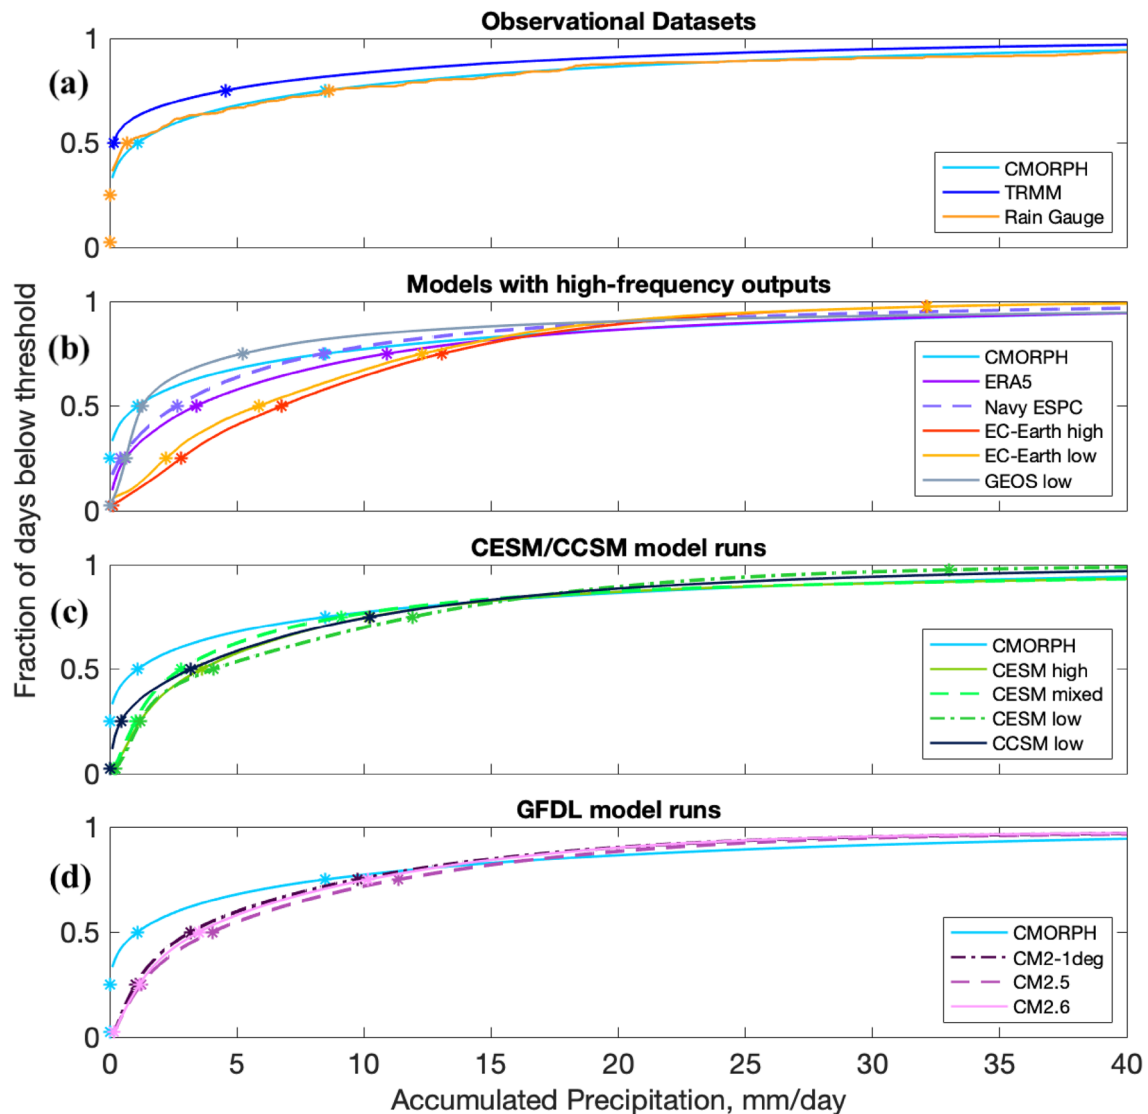 Observational Datasets
1
(a)
0.5
CMORPH
TRMM
Rain Gauge
0
Models with high-frequency outputs
1
(b)
CMORPH
ERA5
0.5
Navy ESPC
EC-Earth high
EC-Earth low
GEOS low
0
Fraction of days below threshold
CESM/CCSM model runs
1
(c)
CMORPH
0.5
CESM high
CESM mixed
CESM low
CCSM low
0
GFDL model runs
1
(d)
0.5
CMORPH
CM2-1deg
CM2.5
CM2.6
0
0 5 10 15 20 25 30 35 40
Accumulated Precipitation, mm/day